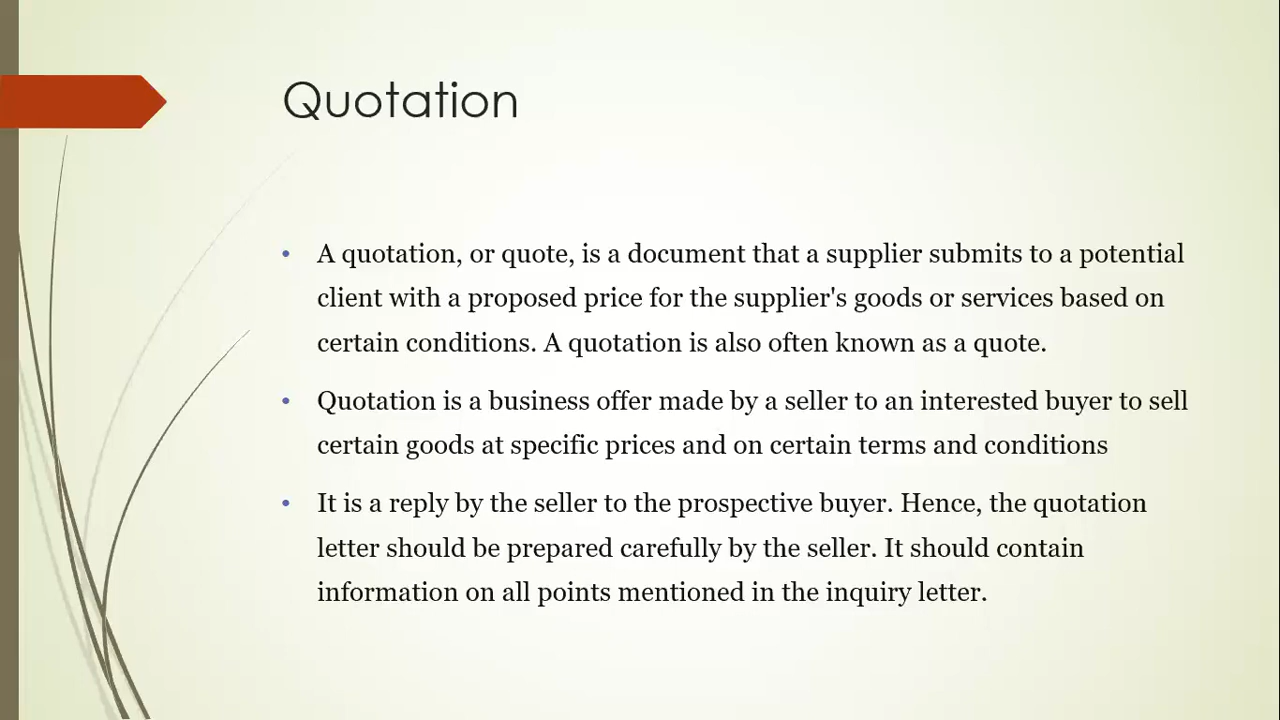 Quotation
• A quotation, or quote, is a document that a supplier submits to a potential
client with a proposed price for the supplier's goods or services based on
certain conditions. A quotation is also often known as a quote.
• Quotation is a business offer made by a seller to an interested buyer to sell
certain goods at specific prices and on certain terms and conditions
• It is a reply by the seller to the prospective buyer. Hence, the quotation
letter should be prepared carefully by the seller. It should contain
information on all points mentioned in the inquiry letter.